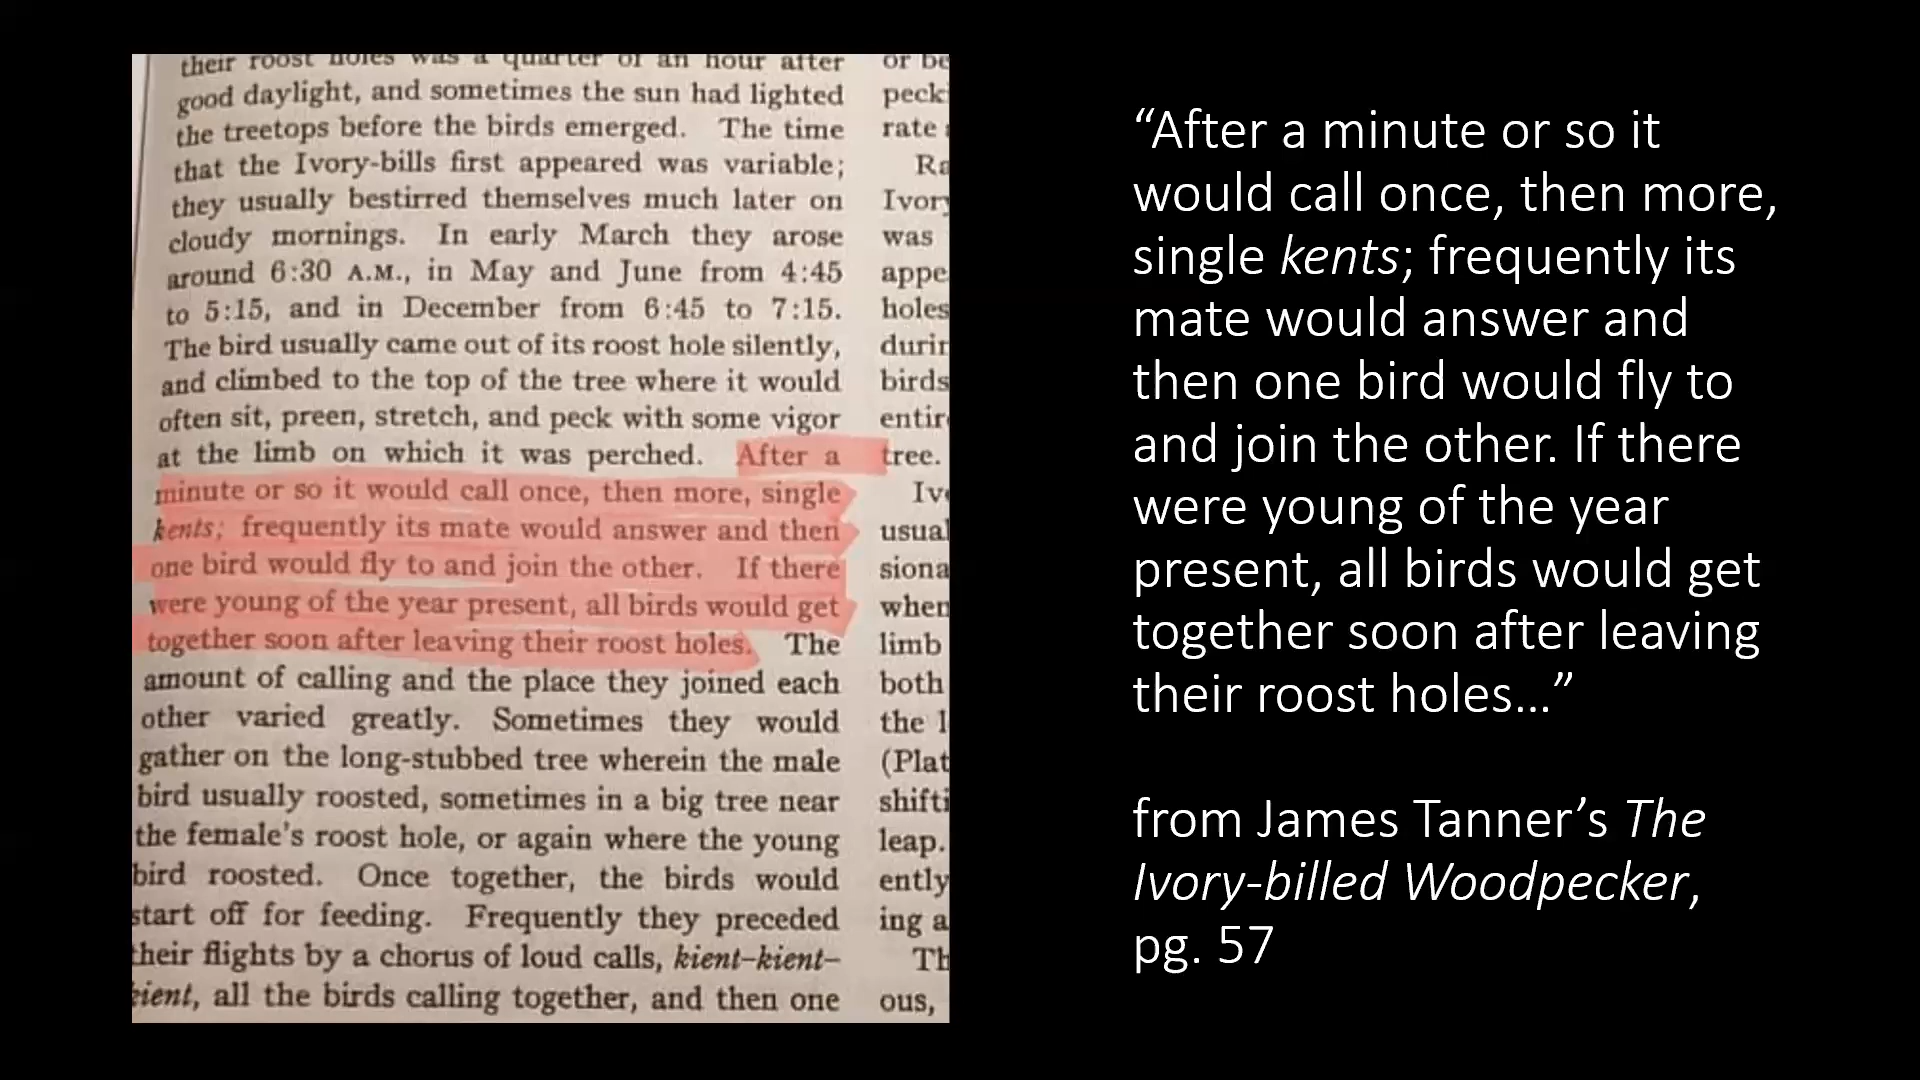 their roost holes was a quarter of an hour after
good daylight, and sometimes the sun had lighted
the treetops before the birds emerged. The time
that the Ivory-bills first appeared was variable;
they usually bestirred themselves much later on
cloudy mornings. In early March they arose
around 6:30 A.M., in May and June from 4:45
to 5:15, and in December from 6:45 to 7:15.
The bird usually came out of its roost hole silently,
and climbed to the top of the tree where it would
often sit, preen, stretch, and peck with some vigor
at the limb on which it was perched. After a
minute or so it would call once, then more, single
kents; frequently its mate would answer and then
one bird would fly to and join the other. If there
were young of the year present, all birds would get
together soon after leaving their roost holes. The
amount of calling and the place they joined each
other varied greatly. Sometimes they would
gather on the long-stubbed tree wherein the male
bird usually roosted, sometimes in a big tree near
the female's roost hole, or again where the young
bird roosted. Once together, the birds would
start off for feeding. Frequently they preceded
their flights by a chorus of loud calls, kient-kient-
kient, all the birds calling together, and then one
or be
peck
rate
Ra
Ivory
was
appe
holes
durin
birds
entire
tree.
Iv
usual
siona
when
limb
both
the l
(Plat
shifti
leap.
ently
ing a
Th
ous,
“After a minute or so it
would call once, then more,
single kents; frequently its
mate would answer and
then one bird would fly to
and join the other. If there
were young of the year
present, all birds would get
together soon after leaving
their roost holes…”
from James Tanner’s The
Ivory-billed Woodpecker,
pg. 57